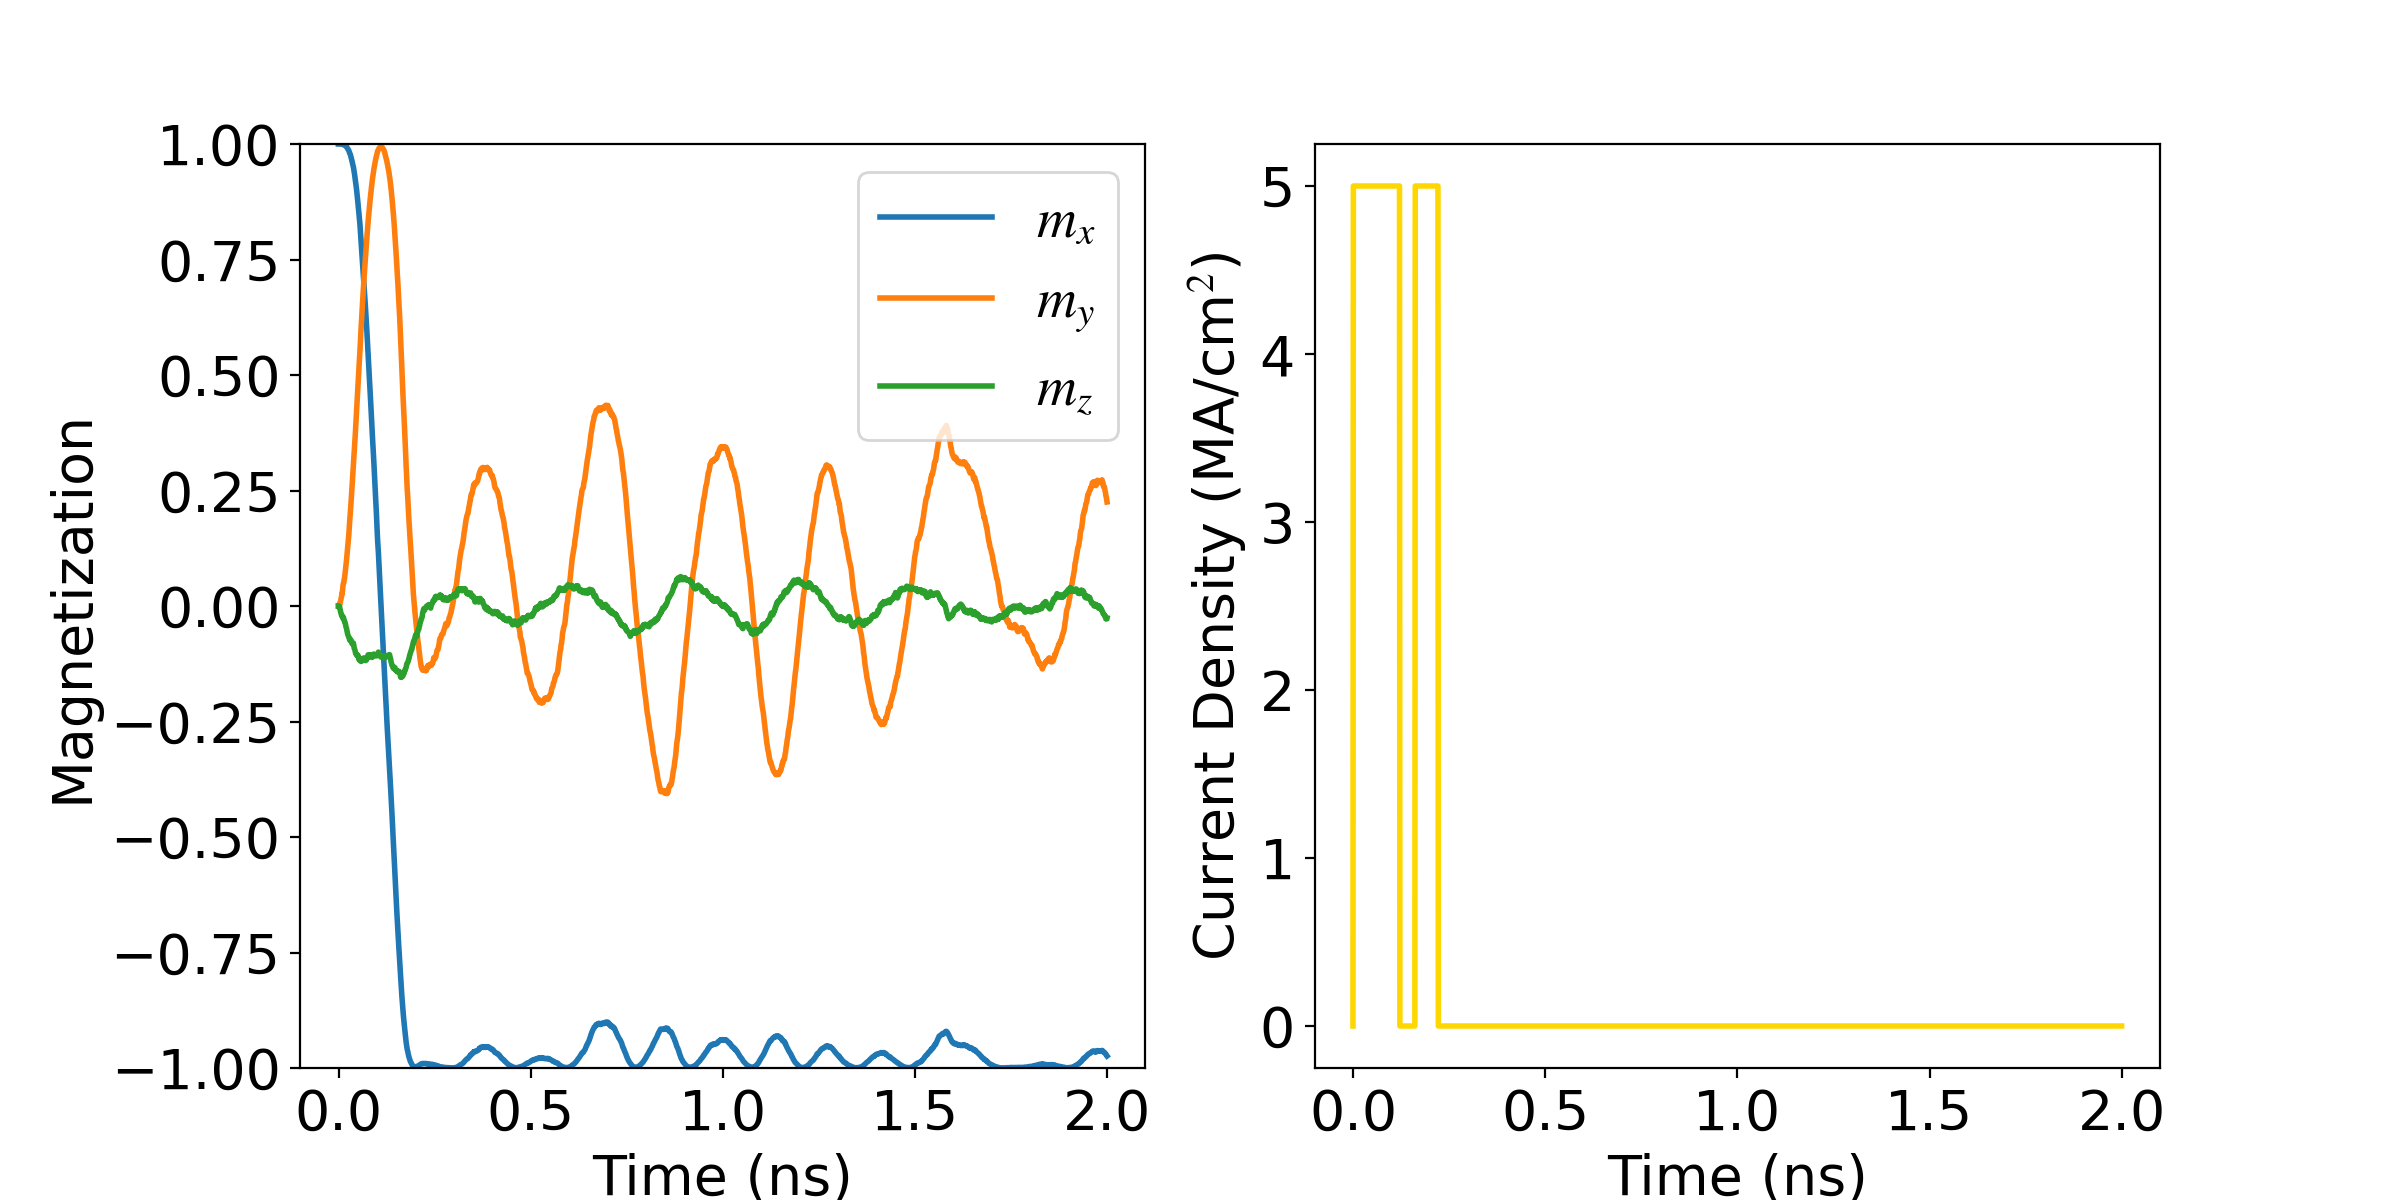 Magnetization
1.00
0.75
0.50
0.25
0.00
−0.25
−0.50
−0.75
−1.00
0.0 0.5 1.0 1.5 2.0
Time (ns)
m_x
m_y
m_z
Current Density (MA/cm²)
5
4
3
2
1
0
0.0 0.5 1.0 1.5 2.0
Time (ns)